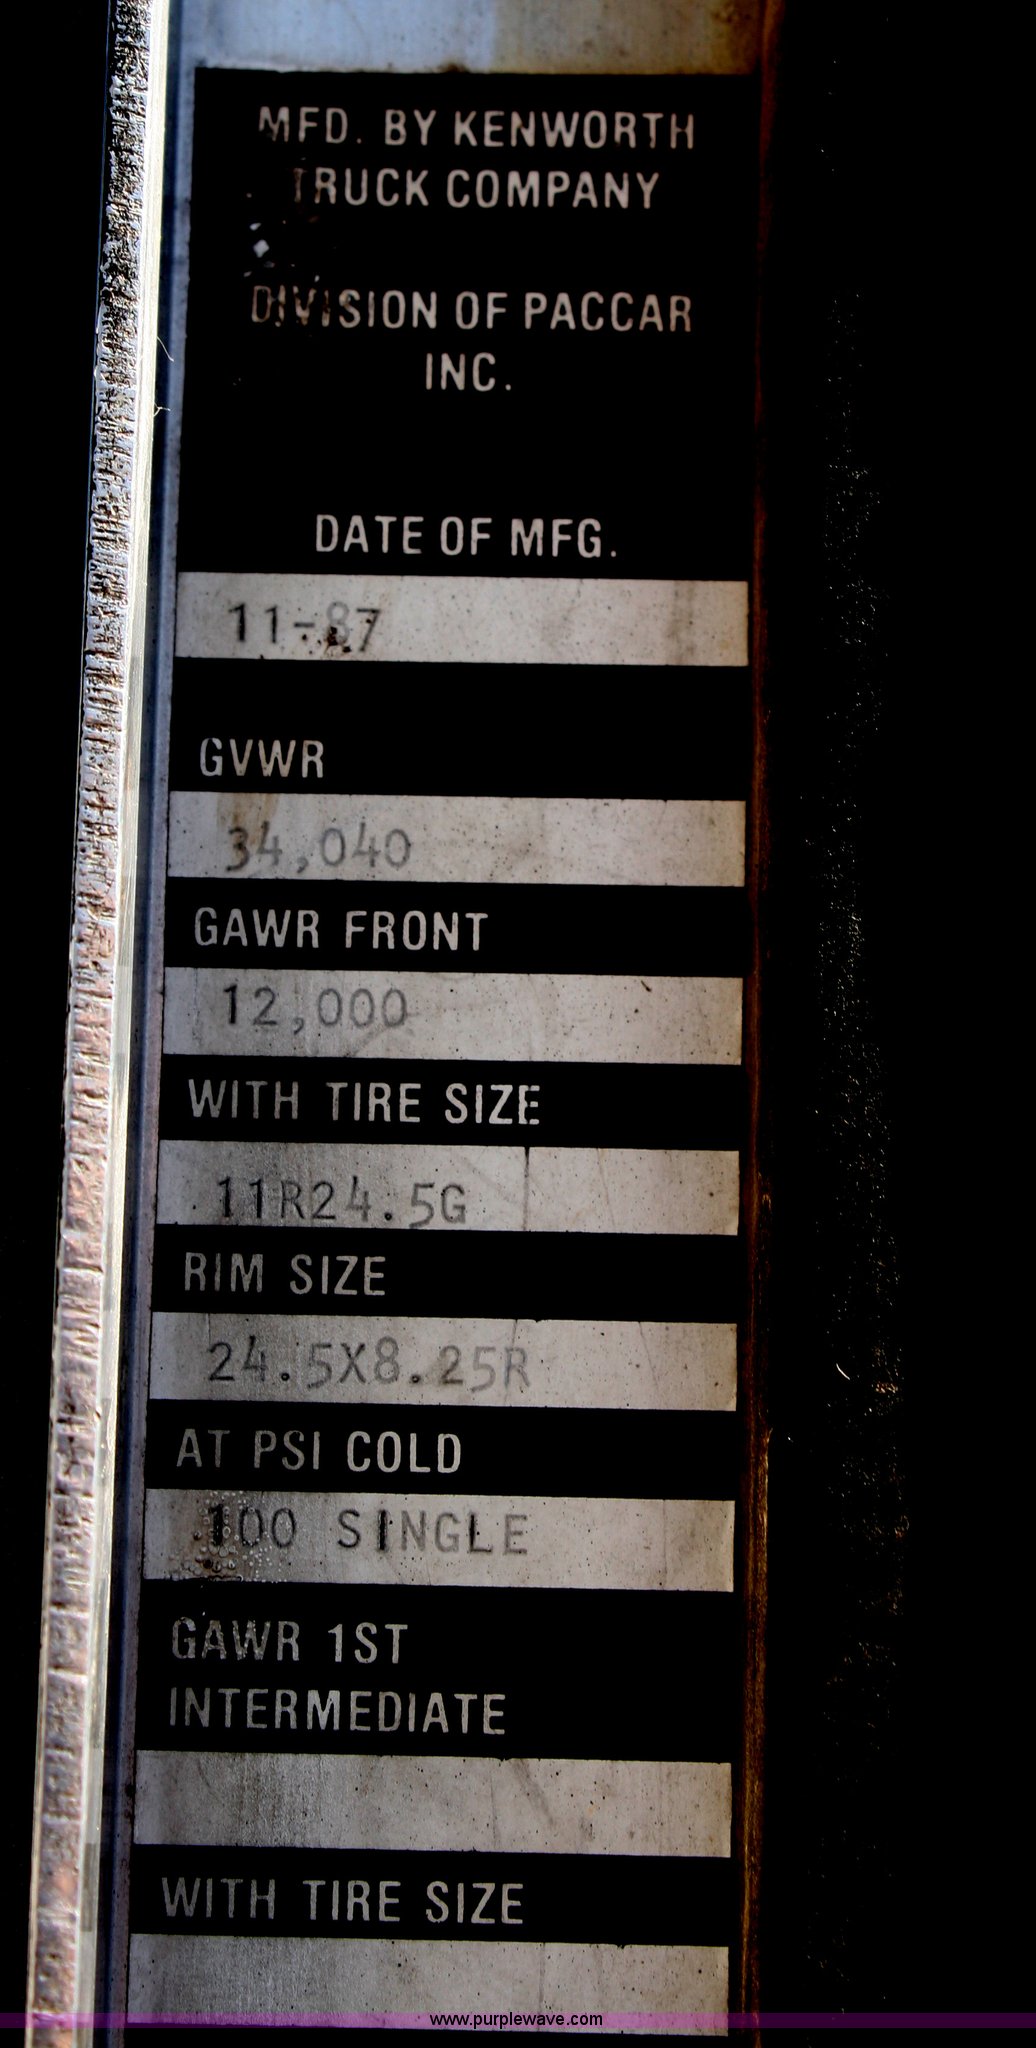 MFD. BY KENWORTH
TRUCK COMPANY
DIVISION OF PACCAR
INC.
DATE OF MFG.
11-87
GVWR
34,040
GAWR FRONT
12,000
WITH TIRE SIZE
11R24.5G
RIM SIZE
24.5X8.25R
AT PSI COLD
100 SINGLE
GAWR 1ST
INTERMEDIATE
WITH TIRE SIZE
www.purplewave.com